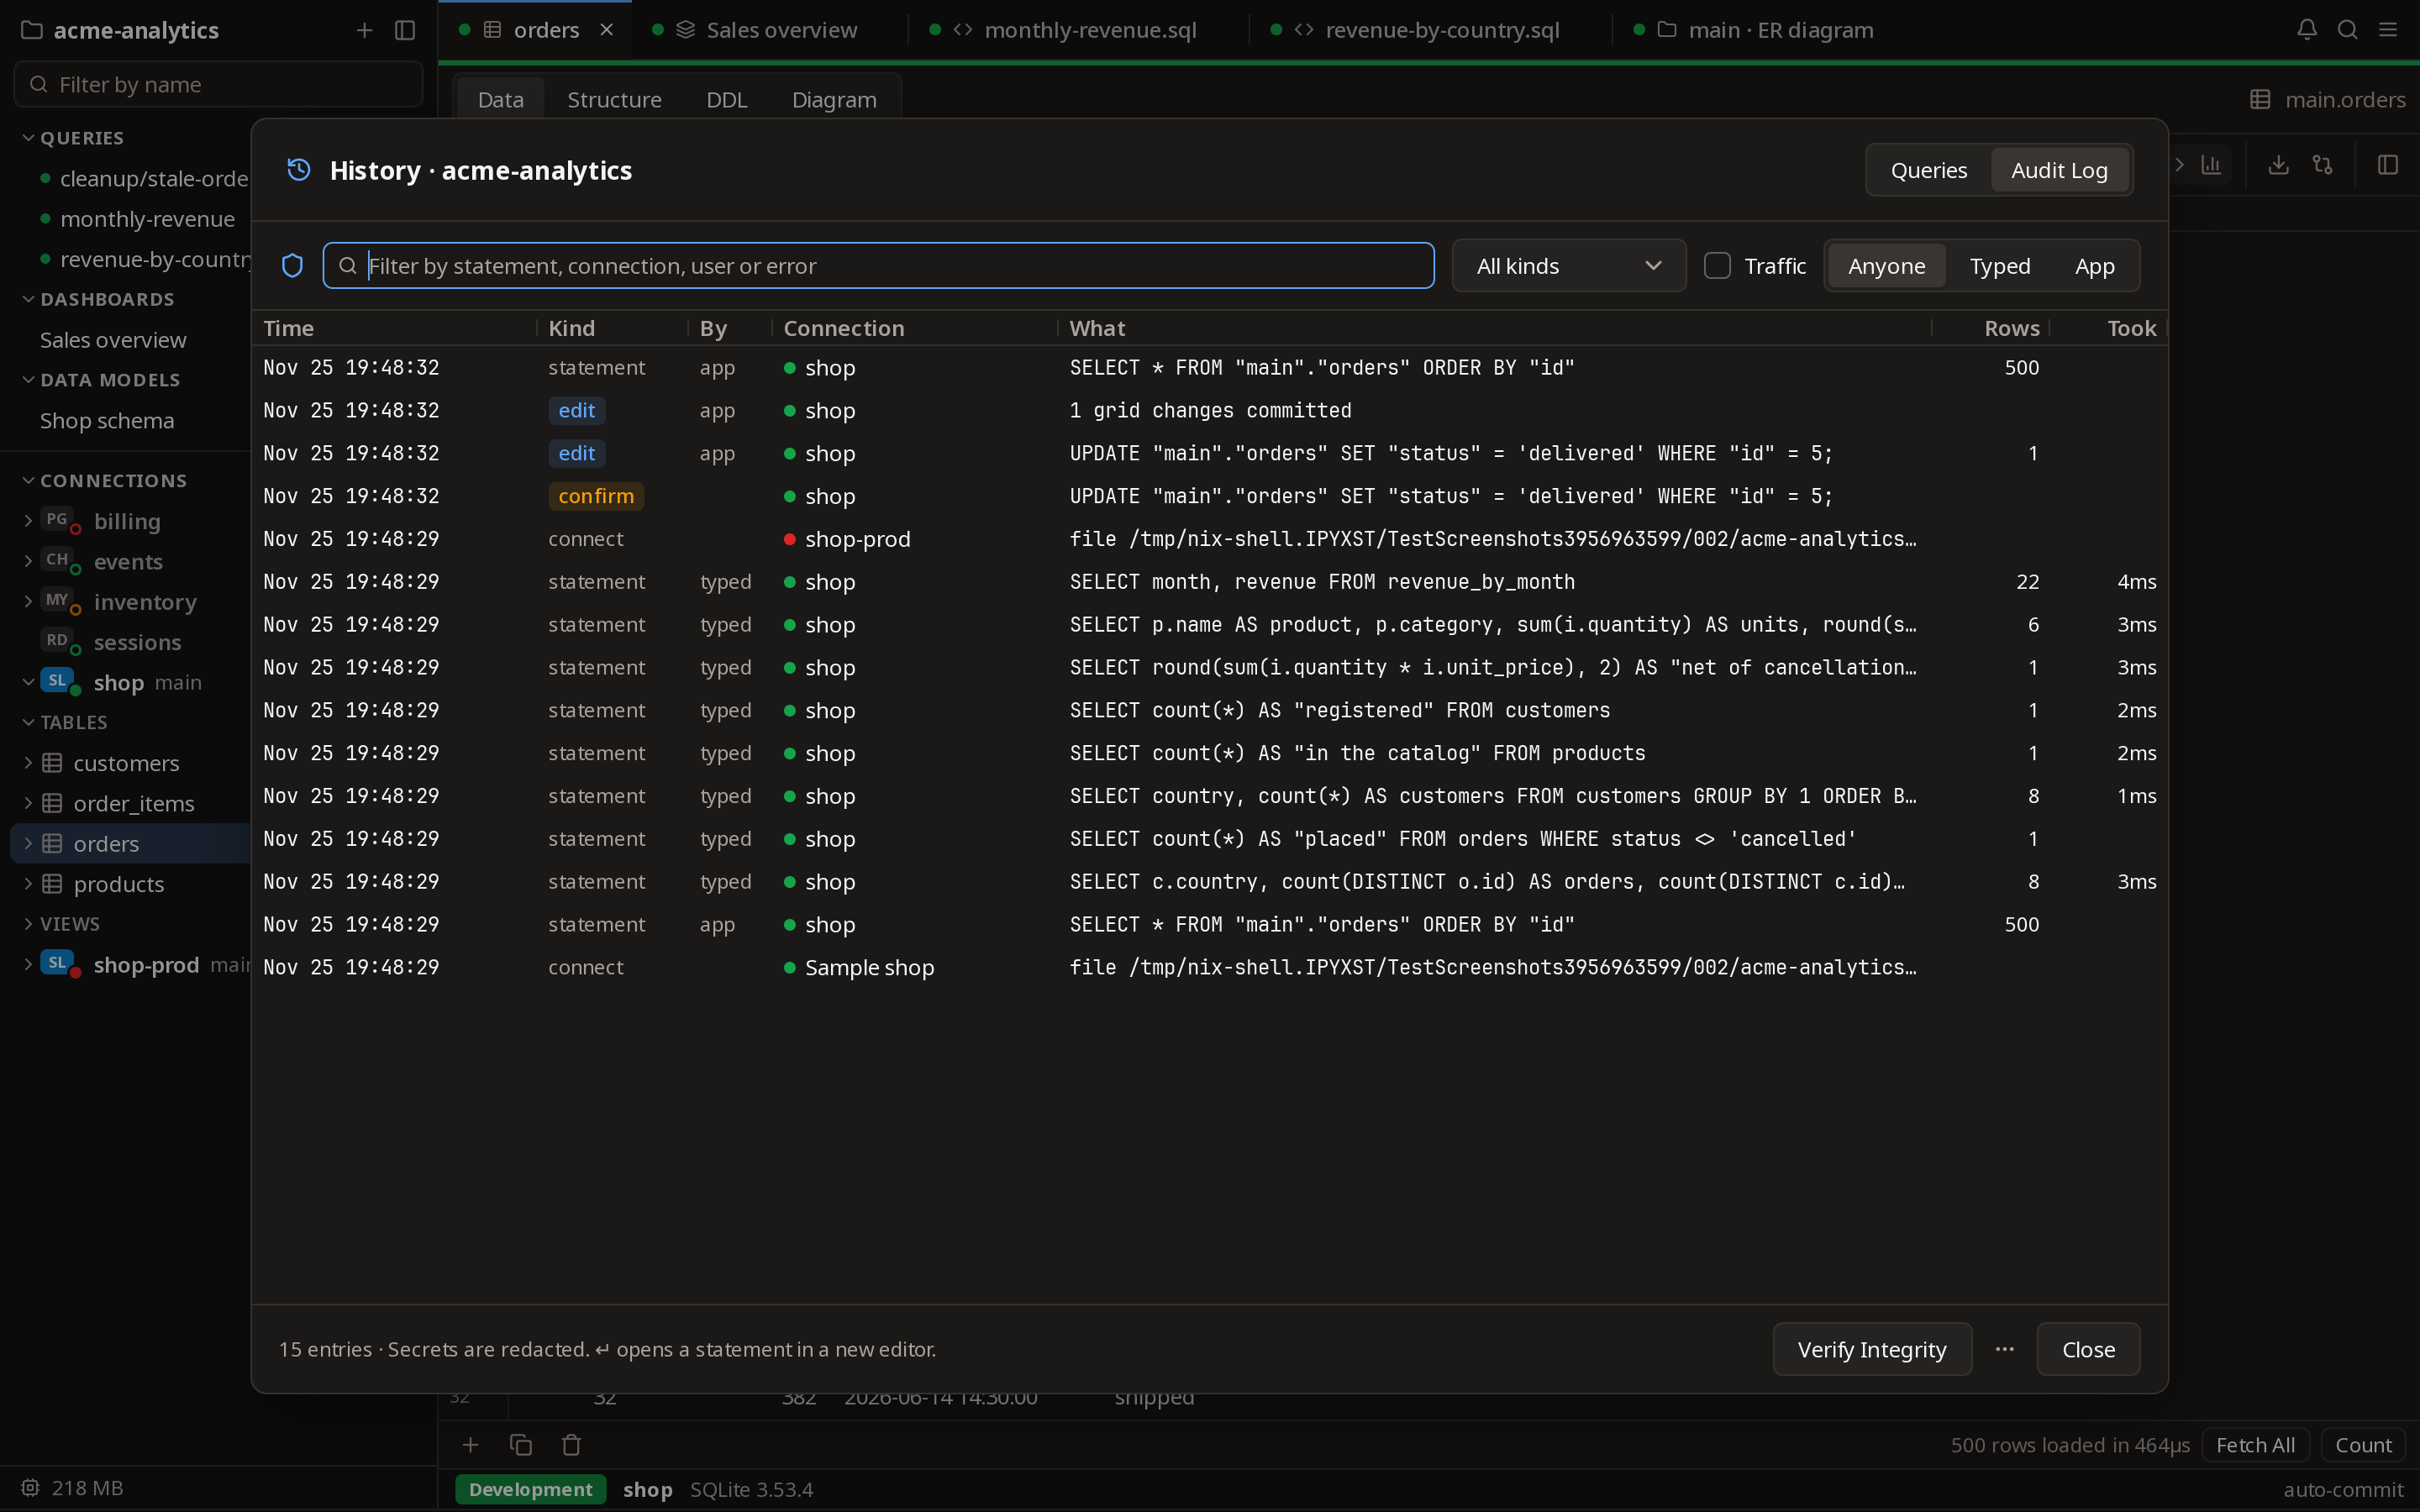 acme-analytics
orders
Sales overview
monthly-revenue.sql
revenue-by-country.sql
main · ER diagram
Filter by name
Data
Structure
DDL
Diagram
main.orders
QUERIES
cleanup/stale-orde
monthly-revenue
revenue-by-country
DASHBOARDS
Sales overview
DATA MODELS
Shop schema
CONNECTIONS
PG billing
CH events
MY inventory
RD sessions
SL shop main
TABLES
customers
order_items
orders
products
VIEWS
SL shop-prod main
218 MB
History · acme-analytics
Queries
Audit Log
Filter by statement, connection, user or error
All kinds
Traffic
Anyone
Typed
App
Time Kind By Connection What Rows Took
Nov 25 19:48:32 statement app shop SELECT * FROM "main"."orders" ORDER BY "id" 500
Nov 25 19:48:32 edit app shop 1 grid changes committed
Nov 25 19:48:32 edit app shop UPDATE "main"."orders" SET "status" = 'delivered' WHERE "id" = 5; 1
Nov 25 19:48:32 confirm shop UPDATE "main"."orders" SET "status" = 'delivered' WHERE "id" = 5;
Nov 25 19:48:29 connect shop-prod file /tmp/nix-shell.IPYXST/TestScreenshots3956963599/002/acme-analytics…
Nov 25 19:48:29 statement typed shop SELECT month, revenue FROM revenue_by_month 22 4ms
Nov 25 19:48:29 statement typed shop SELECT p.name AS product, p.category, sum(i.quantity) AS units, round(s… 6 3ms
Nov 25 19:48:29 statement typed shop SELECT round(sum(i.quantity * i.unit_price), 2) AS "net of cancellation… 1 3ms
Nov 25 19:48:29 statement typed shop SELECT count(*) AS "registered" FROM customers 1 2ms
Nov 25 19:48:29 statement typed shop SELECT count(*) AS "in the catalog" FROM products 1 2ms
Nov 25 19:48:29 statement typed shop SELECT country, count(*) AS customers FROM customers GROUP BY 1 ORDER B… 8 1ms
Nov 25 19:48:29 statement typed shop SELECT count(*) AS "placed" FROM orders WHERE status <> 'cancelled' 1
Nov 25 19:48:29 statement typed shop SELECT c.country, count(DISTINCT o.id) AS orders, count(DISTINCT c.id)… 8 3ms
Nov 25 19:48:29 statement app shop SELECT * FROM "main"."orders" ORDER BY "id" 500
Nov 25 19:48:29 connect Sample shop file /tmp/nix-shell.IPYXST/TestScreenshots3956963599/002/acme-analytics…
15 entries · Secrets are redacted. ↵ opens a statement in a new editor.
Verify Integrity
···
Close
32 32 382 2026-06-14 14:30:00 shipped
500 rows loaded in 464µs
Fetch All
Count
Development shop SQLite 3.53.4
auto-commit